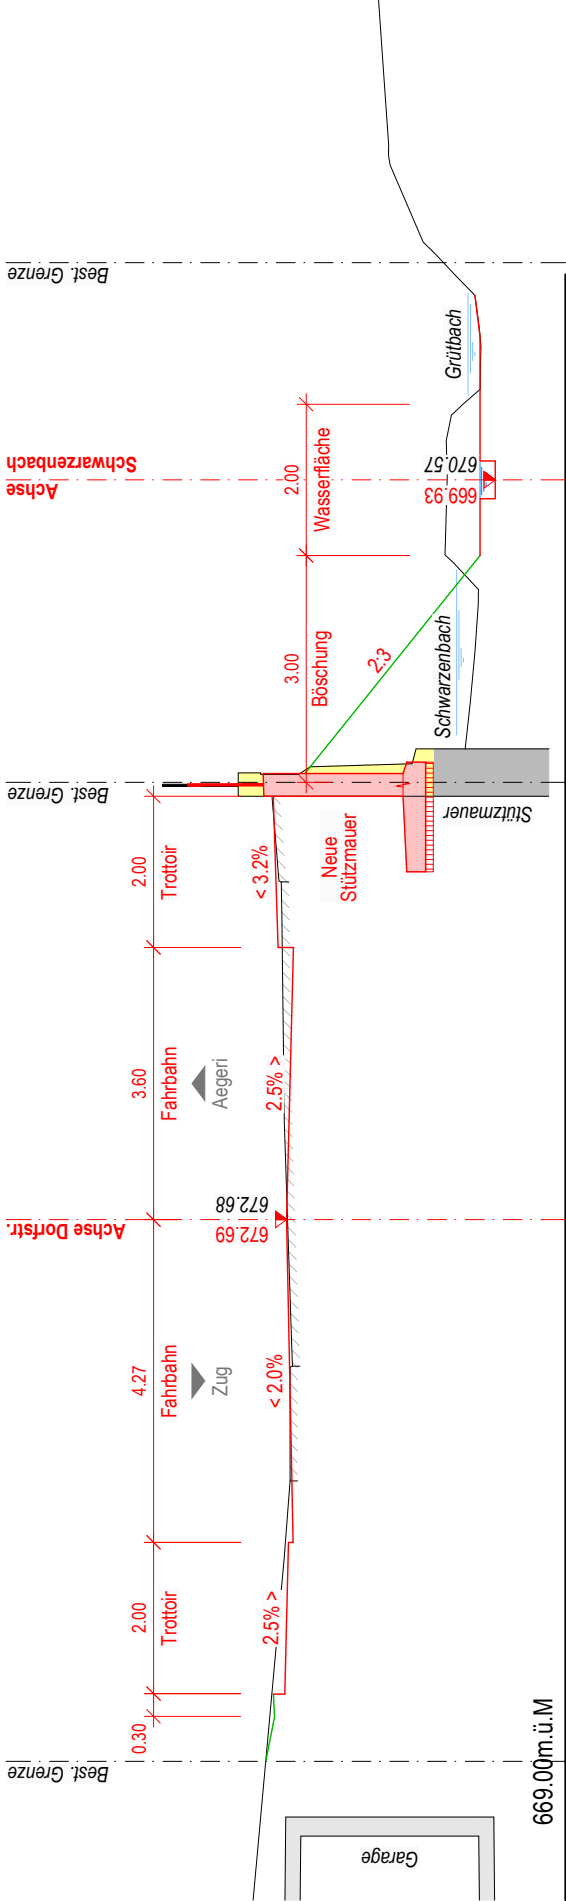 Best. Grenze
Achse
Schwarzenbach
Best. Grenze
Achse Dorfstr.
Best. Grenze
0.30
2.00
Trottoir
4.27
Fahrbahn
Zug
3.60
Fahrbahn
Aegeri
2.00
Trottoir
3.00
Böschung
2.00
Wasserfläche
2.5% >
< 2.0%
672.69
672.68
2.5% >
< 3.2%
Neue
Stützmauer
2:3
Schwarzenbach
669.93
670.57
Grütbach
Stützmauer
Garage
669.00m.ü.M